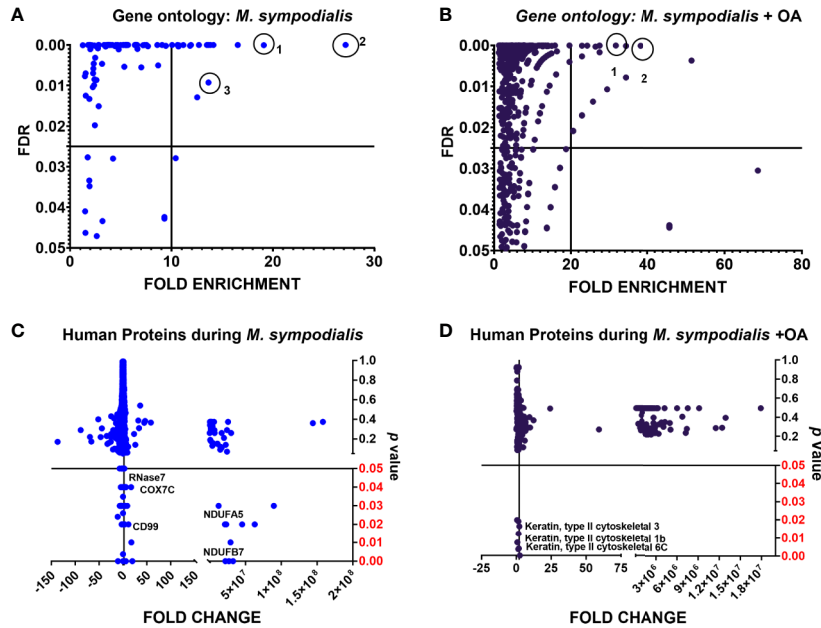 A
Gene ontology: M. sympodialis
0.00
0.01
0.02
0.03
0.04
0.05
FDR
0
10
20
30
FOLD ENRICHMENT
1
2
3
B
Gene ontology: M. sympodialis + OA
0.00
0.01
0.02
0.03
0.04
0.05
FDR
0
20
40
60
80
FOLD ENRICHMENT
1
2
C
Human Proteins during M. sympodialis
1.0
0.8
0.6
0.4
0.2
0.05
0.04
0.03
0.02
0.01
0.00
p value
RNase7
COX7C
CD99
NDUFA5
NDUFB7
-150
-100
-50
0
50
100
150
5×10⁷
1×10⁸
1.5×10⁸
2×10⁸
FOLD CHANGE
D
Human Proteins during M. sympodialis +OA
1.0
0.8
0.6
0.4
0.2
0.05
0.04
0.03
0.02
0.01
0.00
p value
Keratin, type II cytoskeletal 3
Keratin, type II cytoskeletal 1b
Keratin, type II cytoskeletal 6C
-25
0
25
50
75
3×10⁶
6×10⁶
9×10⁶
1.2×10⁷
1.5×10⁷
1.8×10⁷
FOLD CHANGE